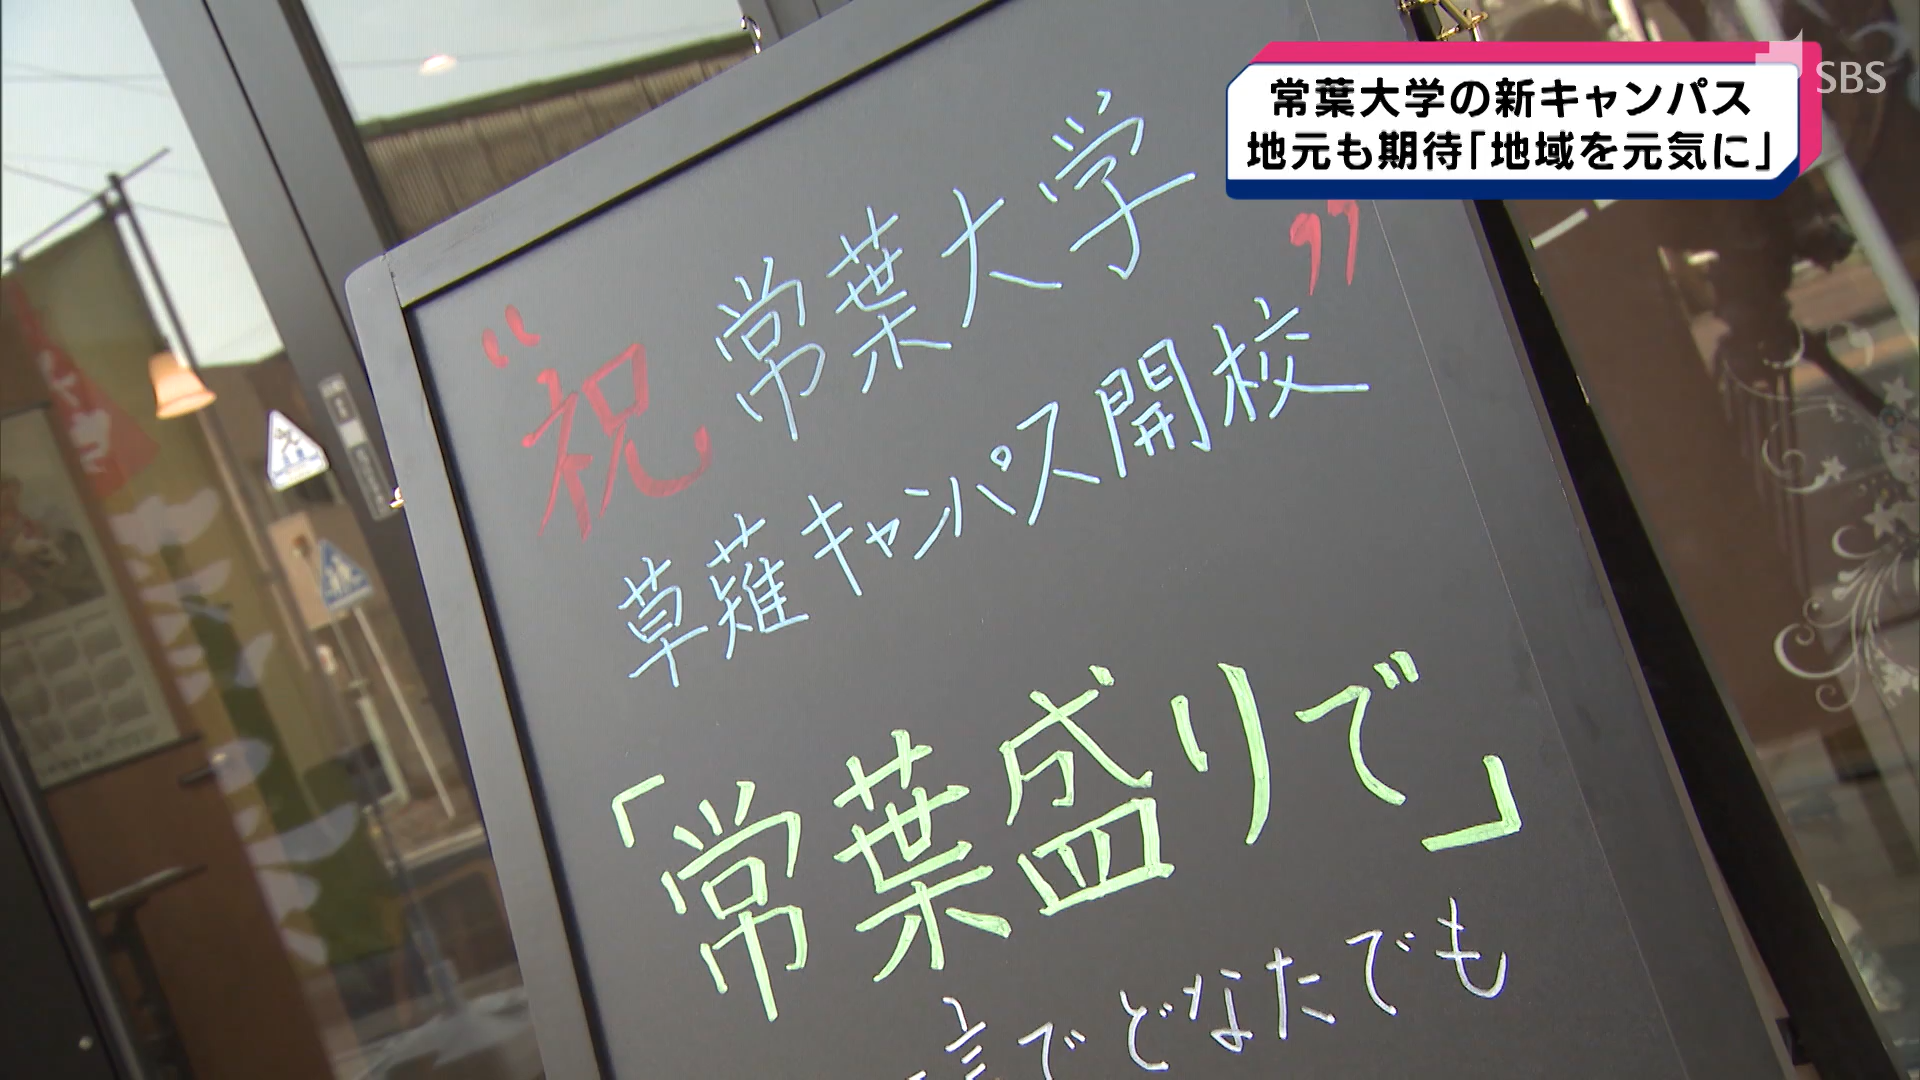 常葉大学の新キャンパス
地元も期待「地域を元気に」
SBS
“祝 常葉大学
草薙キャンパス開校”
「常葉盛りで」
言でどなたでも